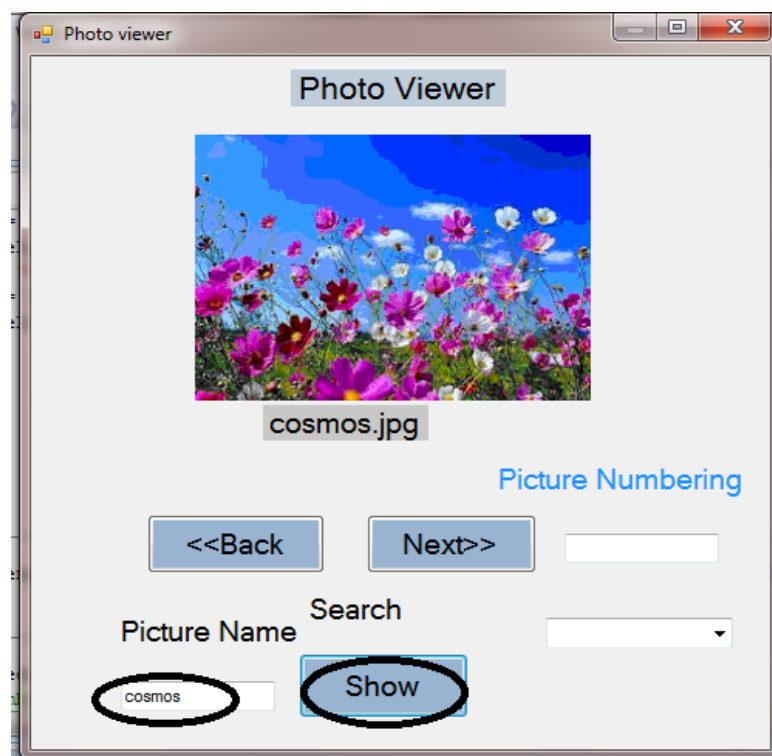 Photo viewer
Photo Viewer
cosmos.jpg
Picture Numbering
<<Back
Next>>
Search
Picture Name
cosmos
Show